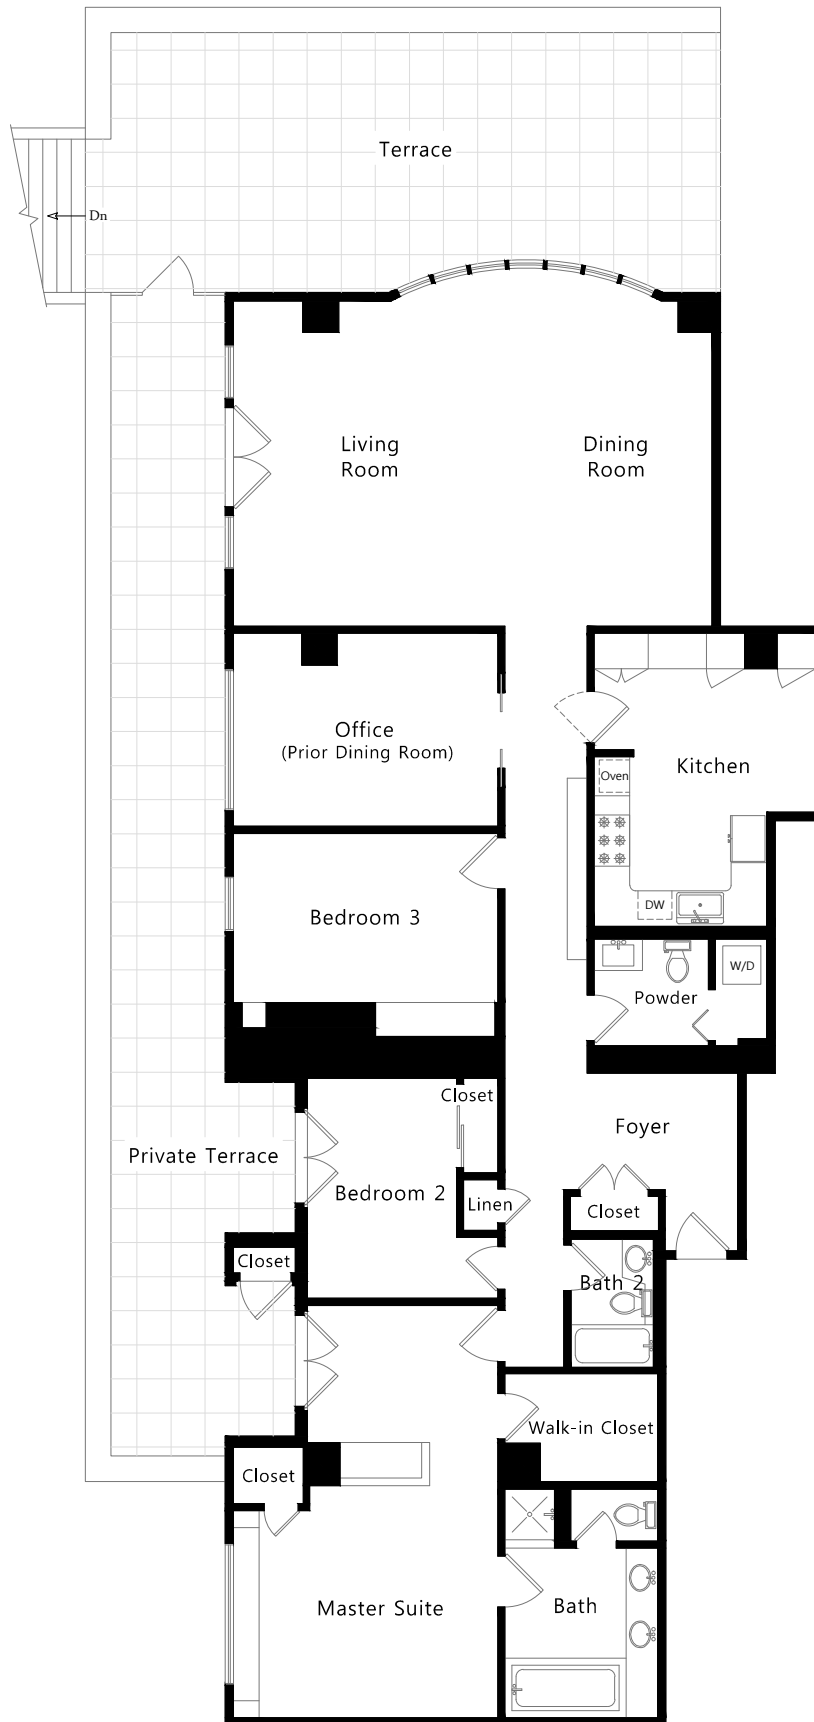 Terrace
Dn
Living
Room
Dining
Room
Office
(Prior Dining Room)
Kitchen
Oven
DW
Bedroom 3
W/D
Powder
Closet
Foyer
Private Terrace
Bedroom 2
Linen
Closet
Closet
Bath 2
Walk-in Closet
Closet
Master Suite
Bath